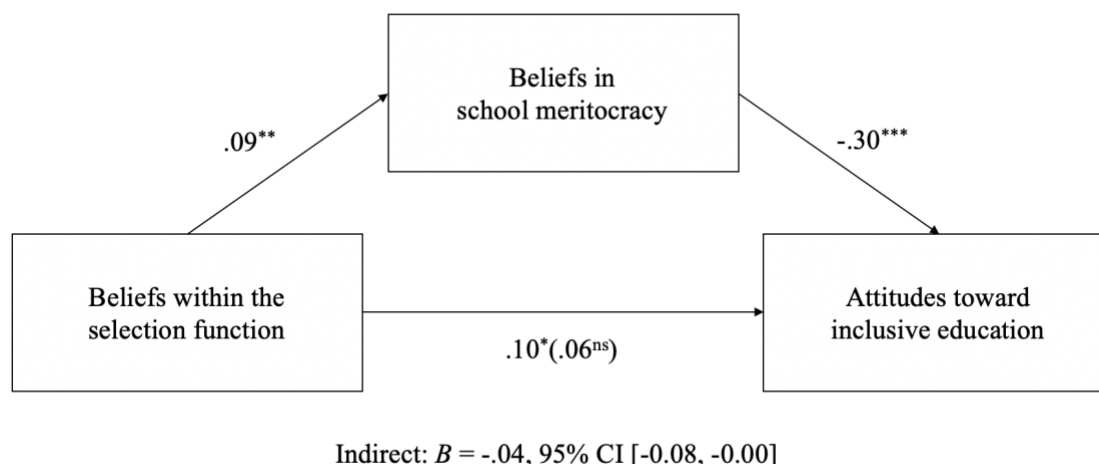 Beliefs in
school meritocracy
.09**
-.30***
Beliefs within the
selection function
Attitudes toward
inclusive education
.10*(.06ns)
Indirect: B = -.04, 95% CI [-0.08, -0.00]